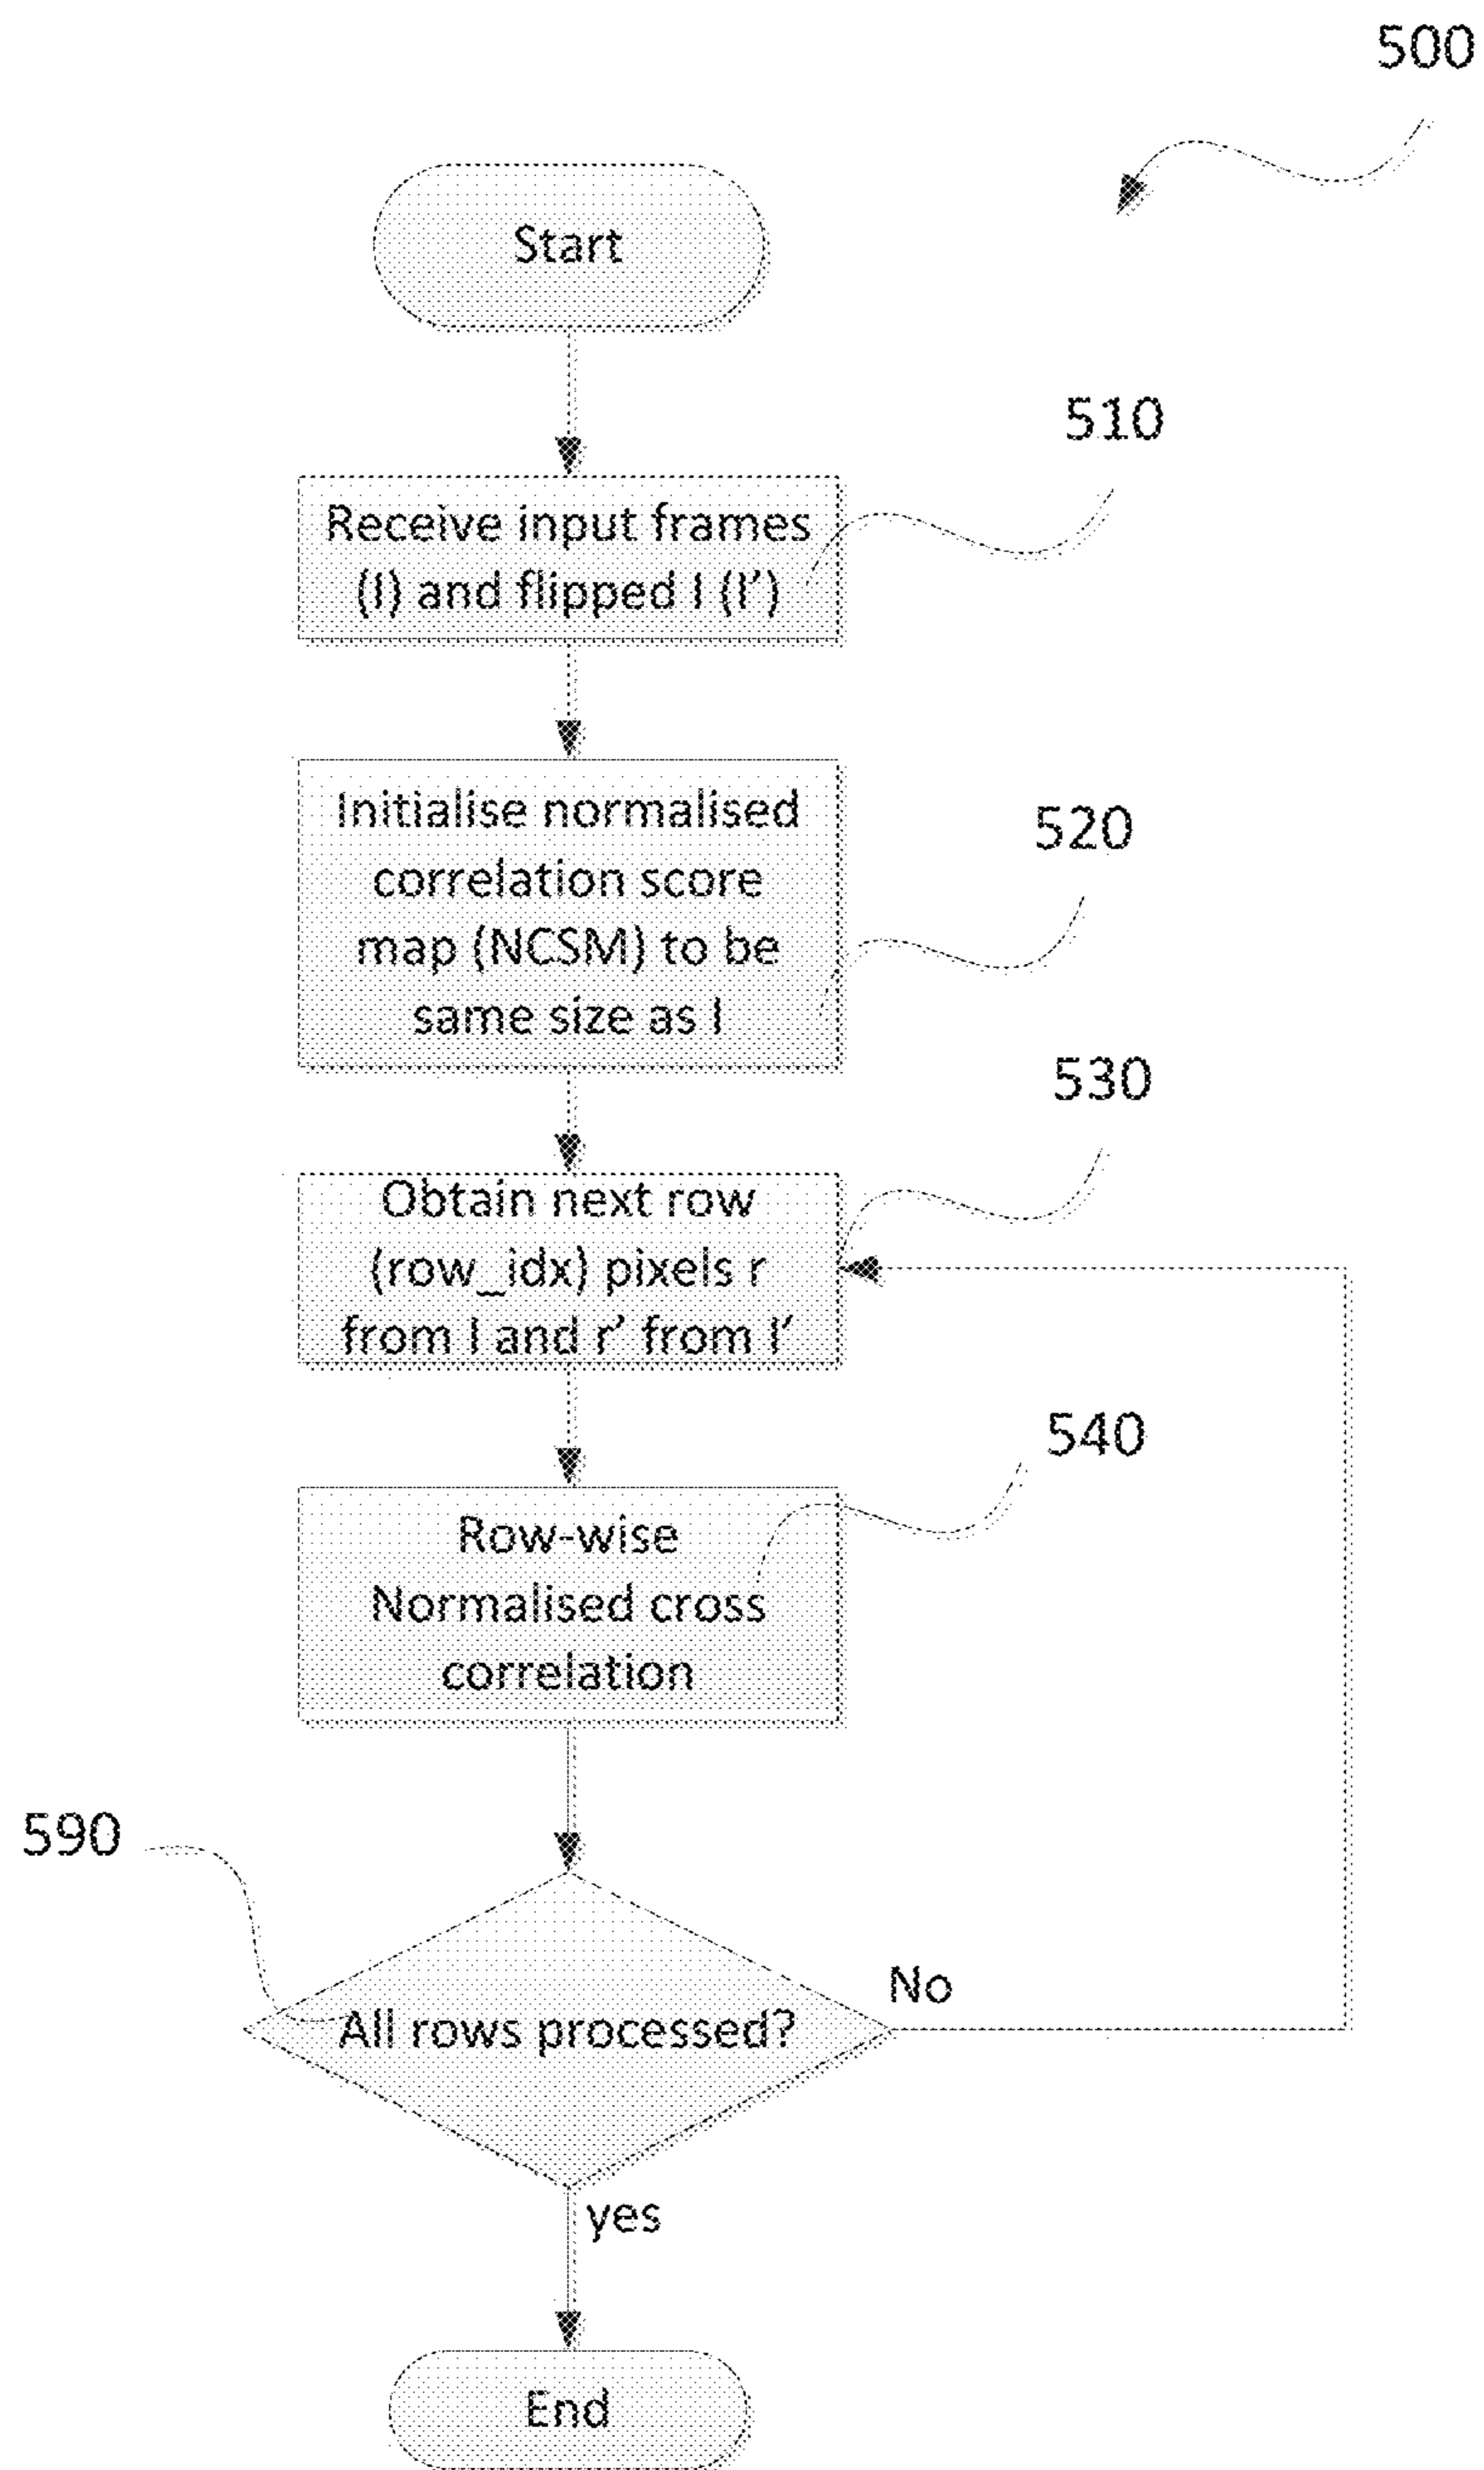 500
Start
510
Receive input frames
(I) and flipped I (I’)
520
Initialise normalised
correlation score
map (NCSM) to be
same size as I
530
Obtain next row
(row_idx) pixels r
from I and r’ from I’
540
Row-wise
Normalised cross
correlation
590
All rows processed?
No
yes
End